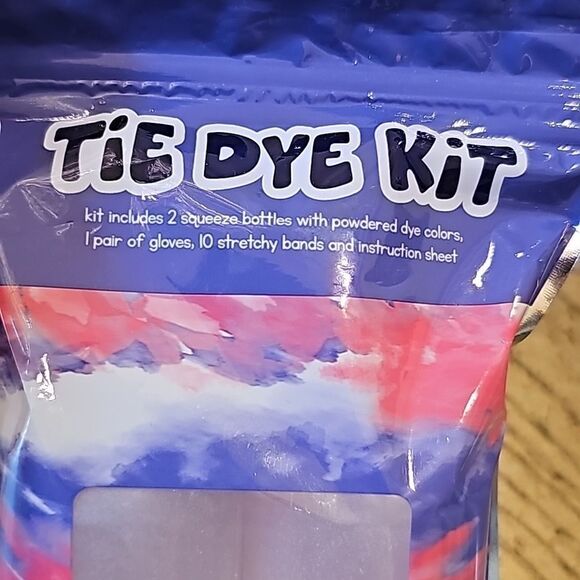 TiE DYE KiT
kit includes 2 squeeze bottles with powdered dye colors,
1 pair of gloves, 10 stretchy bands and instruction sheet